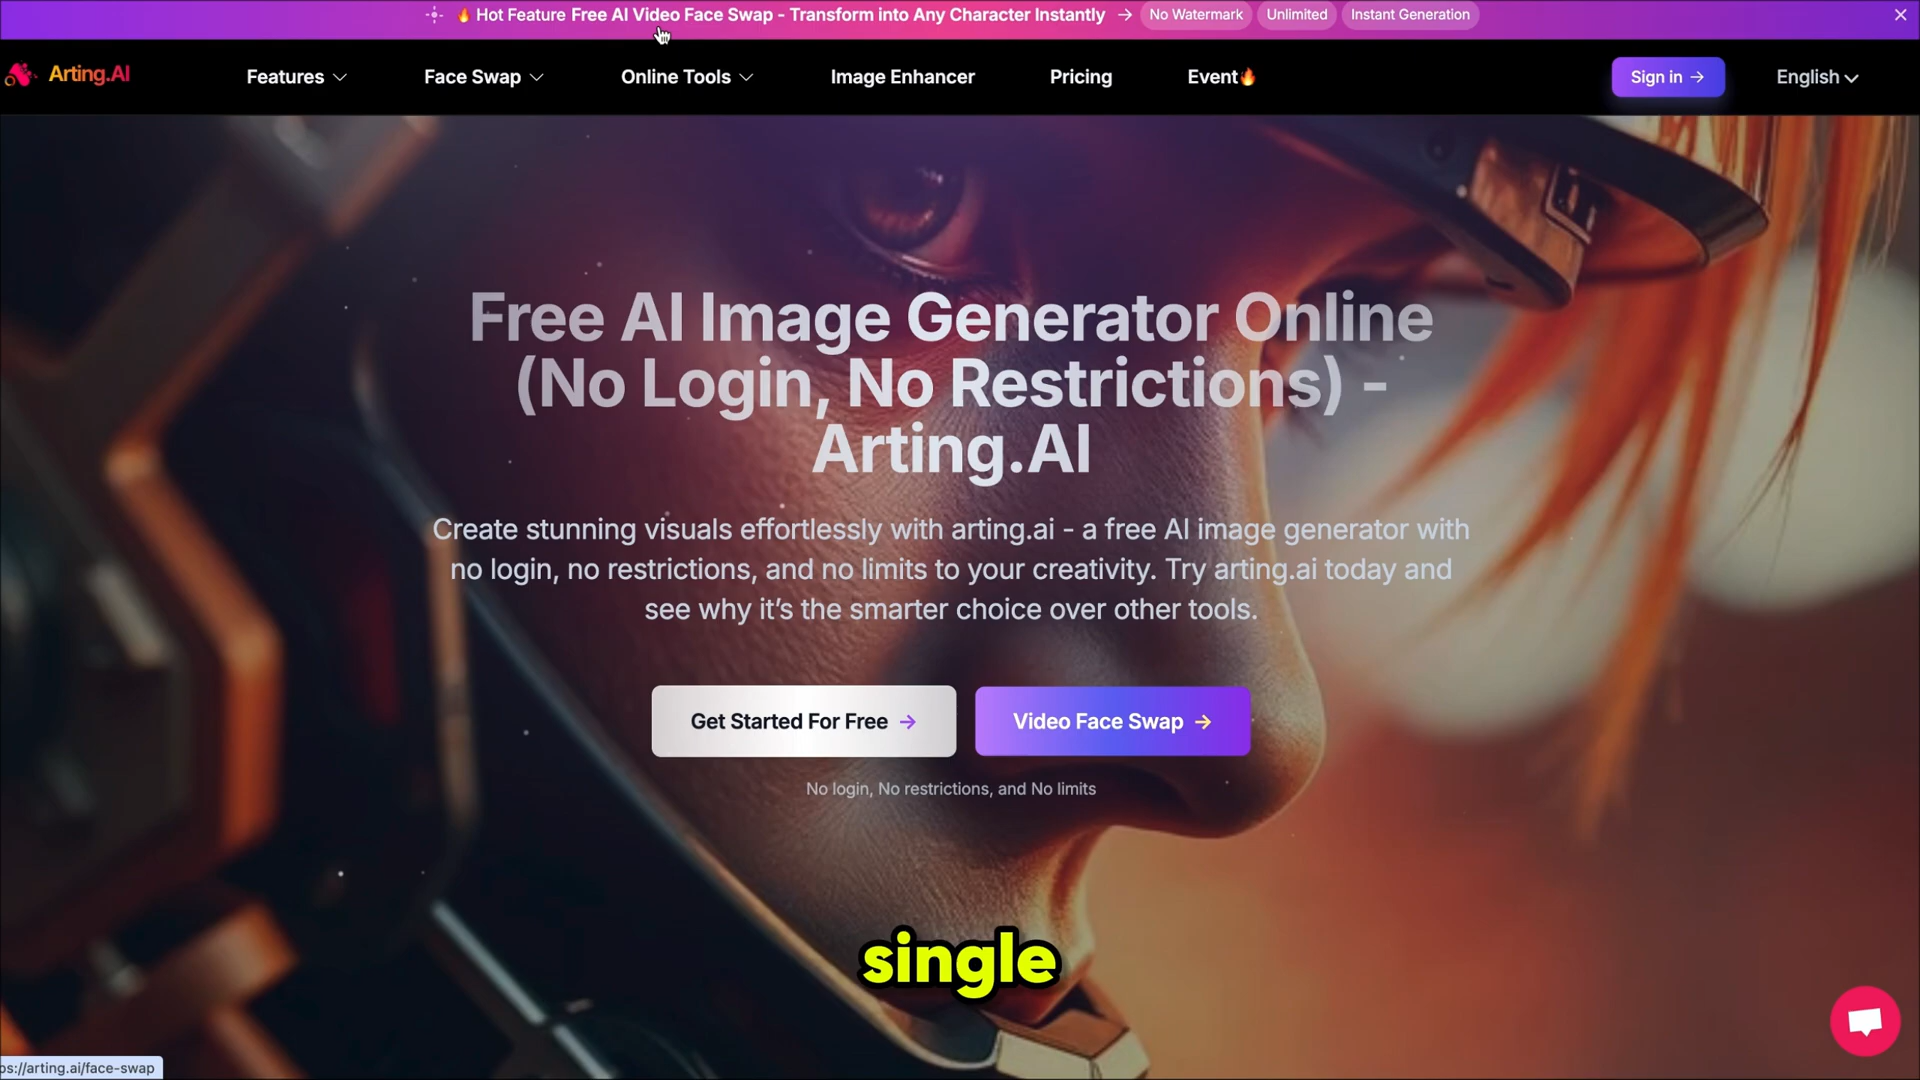 🔥 Hot Feature Free AI Video Face Swap - Transform into Any Character Instantly → No Watermark Unlimited Instant Generation
Arting.AI Features Face Swap Online Tools Image Enhancer Pricing Event🔥 Sign in → English
Free AI Image Generator Online
(No Login, No Restrictions) -
Arting.AI
Create stunning visuals effortlessly with arting.ai - a free AI image generator with
no login, no restrictions, and no limits to your creativity. Try arting.ai today and
see why it's the smarter choice over other tools.
Get Started For Free → Video Face Swap →
No login, No restrictions, and No limits
single
ps://arting.ai/face-swap